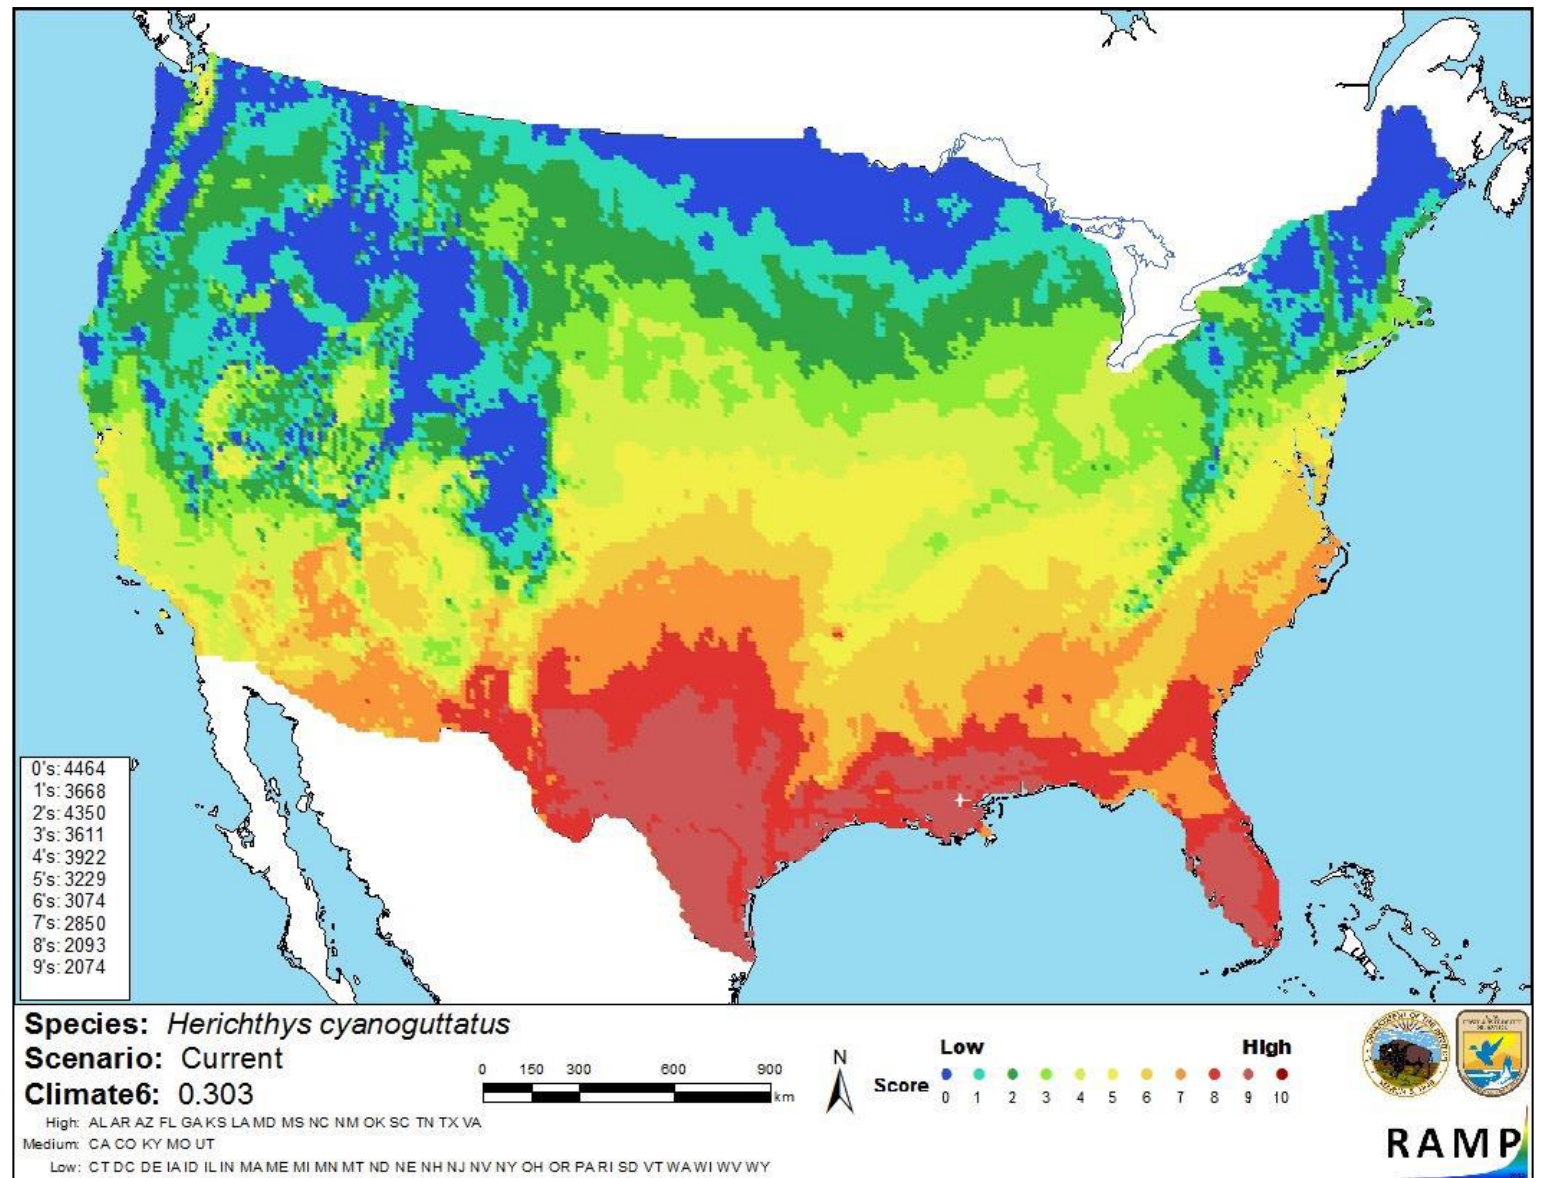 0's: 4464
1's: 3668
2's: 4350
3's: 3611
4's: 3922
5's: 3229
6's: 3074
7's: 2850
8's: 2093
9's: 2074
Species: Herichthys cyanoguttatus
Scenario: Current
Climate6: 0.303
High: AL AR AZ FL GA KS LA MD MS NC NM OK SC TN TX VA
Medium: CA CO KY MO UT
Low: CT DC DE IA ID IL IN MA ME MI MN MT ND NE NH NJ NV NY OH OR PA RI SD VT WA WI WV WY
0 150 300 600 900
km
N
Low High
Score
0 1 2 3 4 5 6 7 8 9 10
RAMP